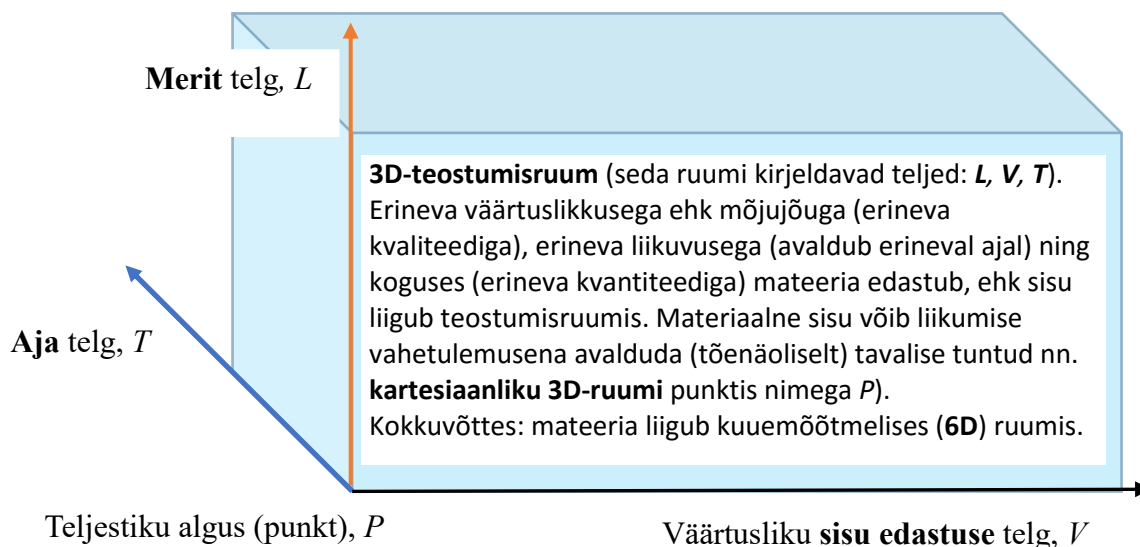 Merit telg, L
3D-teostumisruum (seda ruumi kirjeldavad teljed: L, V, T).
Erineva väärtuslikkusega ehk mõjujõuga (erineva
kvaliteediga), erineva liikuvusega (avaldub erineval ajal) ning
koguses (erineva kvantiteediga) mateeria edastub, ehk sisu
liigub teostumisruumis. Materiaalne sisu võib liikumise
vahetulemusena avalduda (tõenäoliselt) tavalise tuntud nn.
kartesiaanliku 3D-ruumi punktis nimega P).
Kokkuvõttes: mateeria liigub kuuemõõtmelises (6D) ruumis.
Aja telg, T
Teljestiku algus (punkt), P
Väärtusliku sisu edastuse telg, V